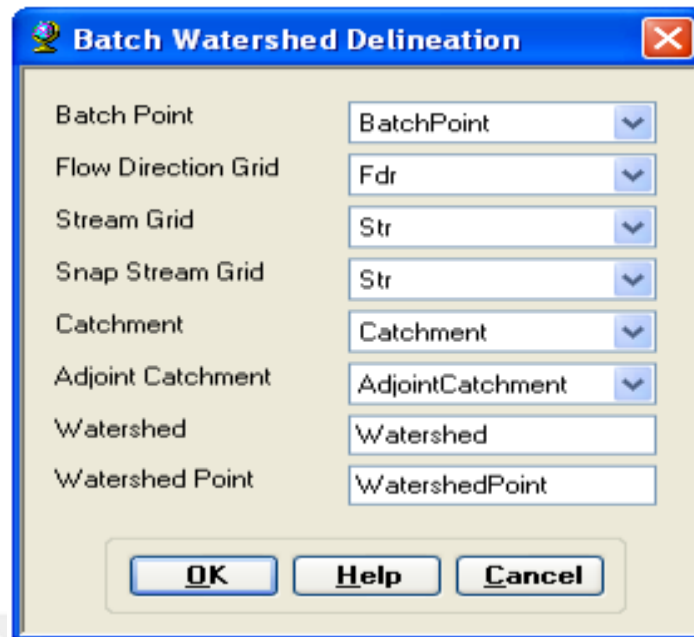 Batch Watershed Delineation
Batch Point BatchPoint
Flow Direction Grid Fdr
Stream Grid Str
Snap Stream Grid Str
Catchment Catchment
Adjoint Catchment AdjointCatchment
Watershed Watershed
Watershed Point WatershedPoint
OK Help Cancel